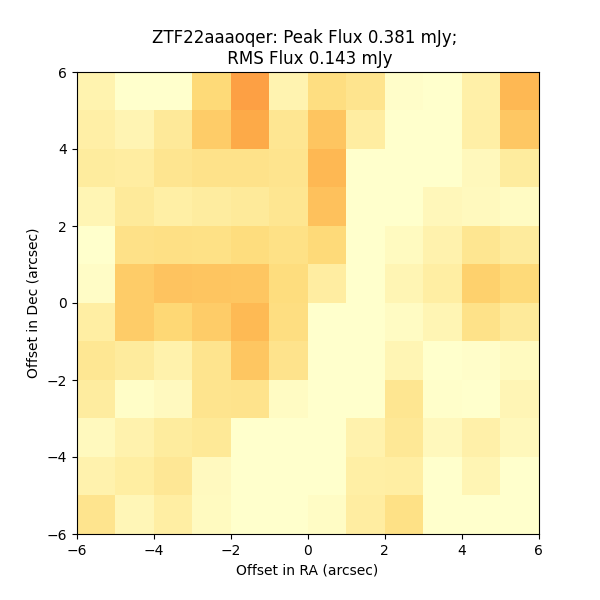 ZTF22aaaoqer: Peak Flux 0.381 mJy;
RMS Flux 0.143 mJy
6
4
2
0
−2
−4
−6
Offset in Dec (arcsec)
−6 −4 −2 0 2 4 6
Offset in RA (arcsec)